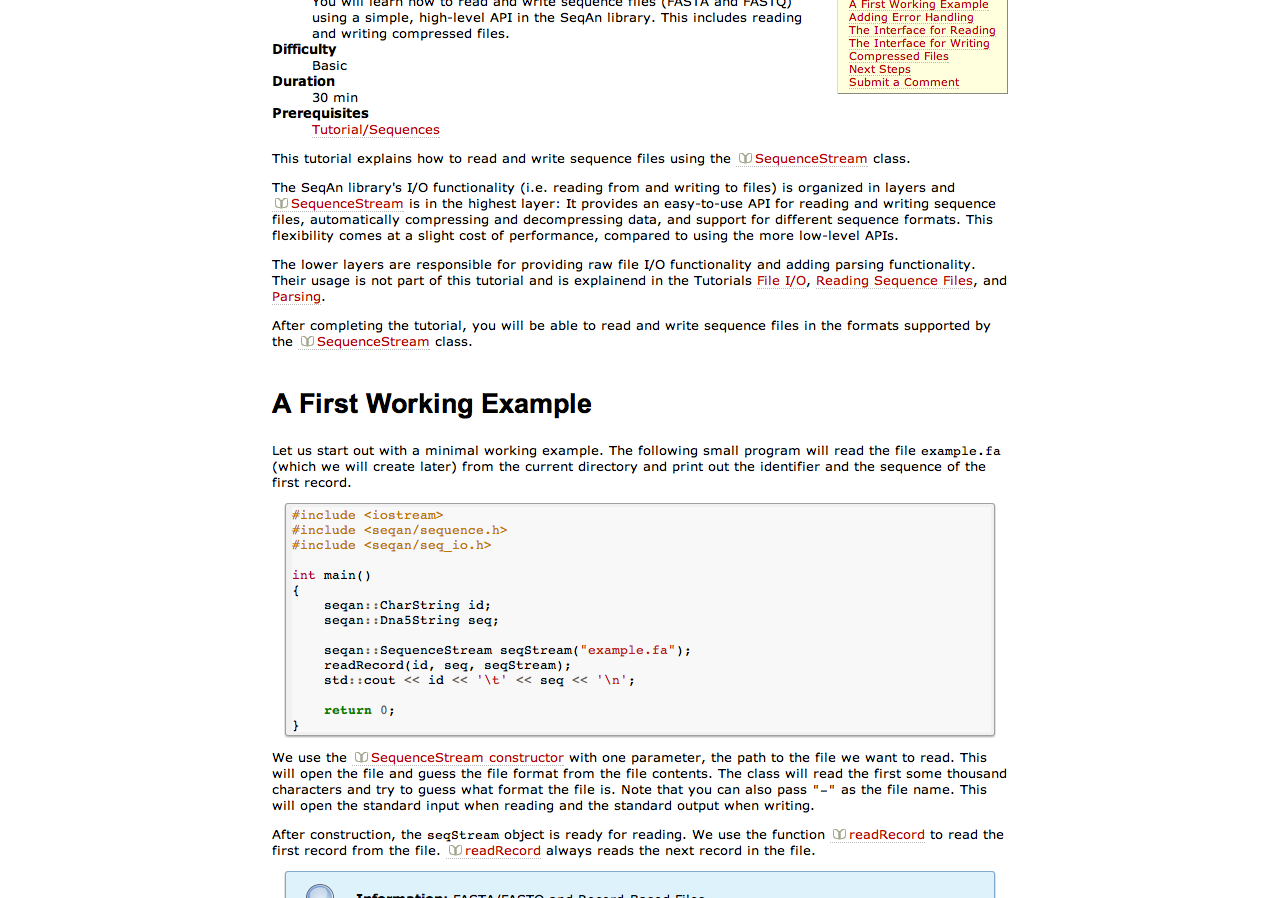 You will learn how to read and write sequence files (FASTA and FASTQ)
using a simple, high-level API in the SeqAn library. This includes reading
and writing compressed files.
Difficulty
Basic
Duration
30 min
Prerequisites
Tutorial/Sequences
A First Working Example
Adding Error Handling
The Interface for Reading
The Interface for Writing
Compressed Files
Next Steps
Submit a Comment
This tutorial explains how to read and write sequence files using the SequenceStream class.
The SeqAn library's I/O functionality (i.e. reading from and writing to files) is organized in layers and
SequenceStream is in the highest layer: It provides an easy-to-use API for reading and writing sequence
files, automatically compressing and decompressing data, and support for different sequence formats. This
flexibility comes at a slight cost of performance, compared to using the more low-level APIs.
The lower layers are responsible for providing raw file I/O functionality and adding parsing functionality.
Their usage is not part of this tutorial and is explainend in the Tutorials File I/O, Reading Sequence Files, and
Parsing.
After completing the tutorial, you will be able to read and write sequence files in the formats supported by
the SequenceStream class.
A First Working Example
Let us start out with a minimal working example. The following small program will read the file example.fa
(which we will create later) from the current directory and print out the identifier and the sequence of the
first record.
#include <iostream>
#include <seqan/sequence.h>
#include <seqan/seq_io.h>
int main()
{
    seqan::CharString id;
    seqan::Dna5String seq;
    seqan::SequenceStream seqStream("example.fa");
    readRecord(id, seq, seqStream);
    std::cout << id << '\t' << seq << '\n';
    return 0;
}
We use the SequenceStream constructor with one parameter, the path to the file we want to read. This
will open the file and guess the file format from the file contents. The class will read the first some thousand
characters and try to guess what format the file is. Note that you can also pass "-" as the file name. This
will open the standard input when reading and the standard output when writing.
After construction, the seqStream object is ready for reading. We use the function readRecord to read the
first record from the file. readRecord always reads the next record in the file.
Information: FASTA/FASTQ and Record-Based Files